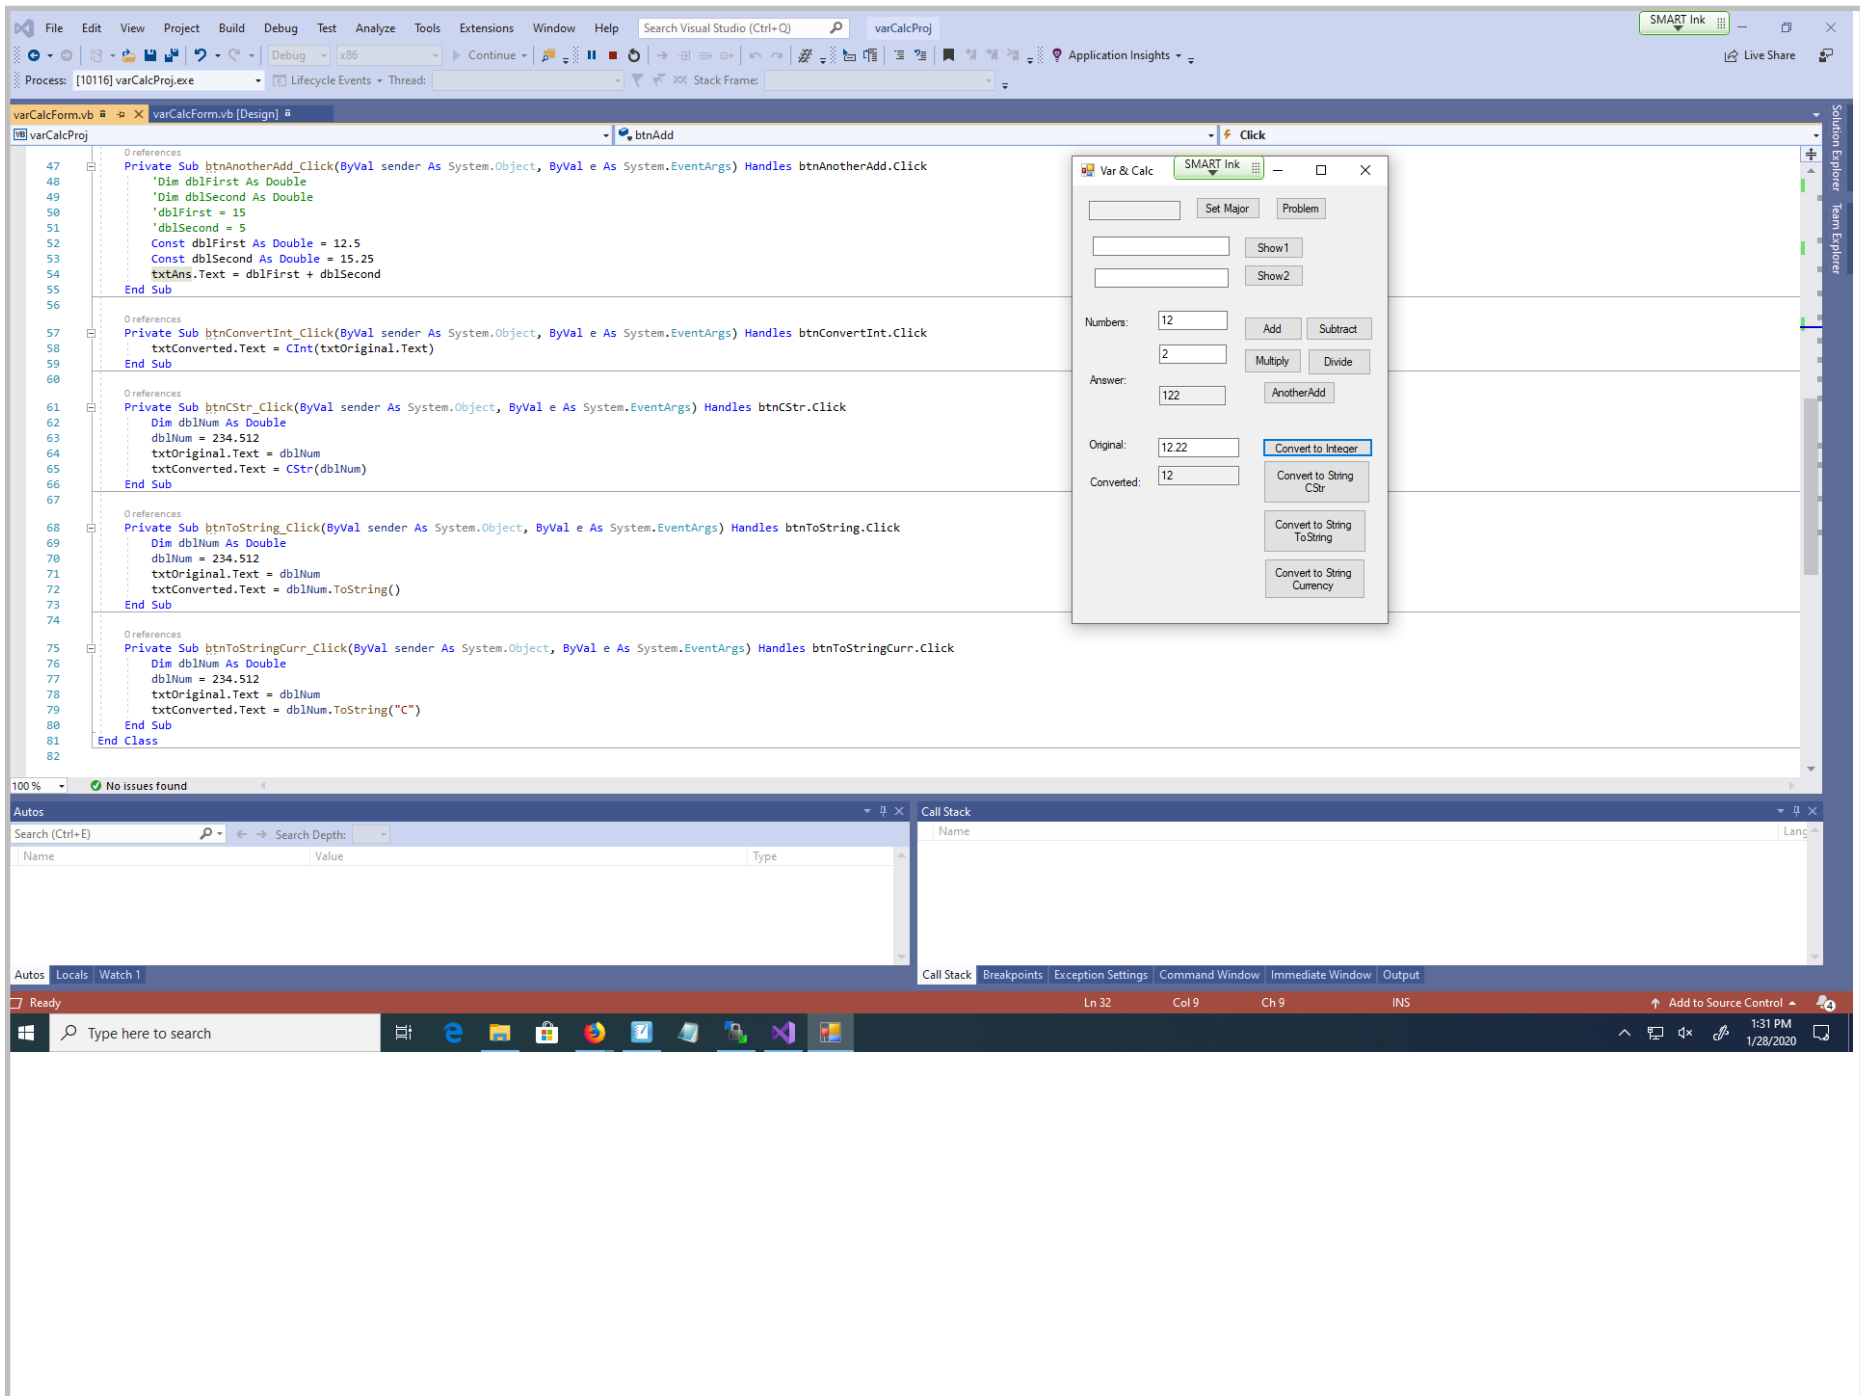 File Edit View Project Build Debug Test Analyze Tools Extensions Window Help Search Visual Studio (Ctrl+Q) varCalcProj SMART Ink
Debug x86 Continue Application Insights Live Share
Process: [10116] varCalcProj.exe Lifecycle Events Thread: Stack Frame:
varCalcForm.vb varCalcForm.vb [Design]
VB varCalcProj btnAdd Click
Solution Explorer
Team Explorer
0 references
47 Private Sub btnAnotherAdd_Click(ByVal sender As System.Object, ByVal e As System.EventArgs) Handles btnAnotherAdd.Click
48 'Dim dblFirst As Double
49 'Dim dblSecond As Double
50 'dblFirst = 15
51 'dblSecond = 5
52 Const dblFirst As Double = 12.5
53 Const dblSecond As Double = 15.25
54 txtAns.Text = dblFirst + dblSecond
55 End Sub
56
0 references
57 Private Sub btnConvertInt_Click(ByVal sender As System.Object, ByVal e As System.EventArgs) Handles btnConvertInt.Click
58 txtConverted.Text = CInt(txtOriginal.Text)
59 End Sub
60
0 references
61 Private Sub btnCStr_Click(ByVal sender As System.Object, ByVal e As System.EventArgs) Handles btnCStr.Click
62 Dim dblNum As Double
63 dblNum = 234.512
64 txtOriginal.Text = dblNum
65 txtConverted.Text = CStr(dblNum)
66 End Sub
67
0 references
68 Private Sub btnToString_Click(ByVal sender As System.Object, ByVal e As System.EventArgs) Handles btnToString.Click
69 Dim dblNum As Double
70 dblNum = 234.512
71 txtOriginal.Text = dblNum
72 txtConverted.Text = dblNum.ToString()
73 End Sub
74
0 references
75 Private Sub btnToStringCurr_Click(ByVal sender As System.Object, ByVal e As System.EventArgs) Handles btnToStringCurr.Click
76 Dim dblNum As Double
77 dblNum = 234.512
78 txtOriginal.Text = dblNum
79 txtConverted.Text = dblNum.ToString("C")
80 End Sub
81 End Class
82
Var & Calc SMART Ink
Set Major Problem
Show1
Show2
Numbers: 12 Add Subtract
2 Multiply Divide
Answer: 122 AnotherAdd
Original: 12.22 Convert to Integer
Converted: 12 Convert to String
CStr
Convert to String
ToString
Convert to String
Currency
100 % No issues found
Autos
Search (Ctrl+E) Search Depth:
Name Value Type
Autos Locals Watch 1
Call Stack
Name Lang
Call Stack Breakpoints Exception Settings Command Window Immediate Window Output
Ready Ln 32 Col 9 Ch 9 INS Add to Source Control 4
Type here to search 1:31 PM
1/28/2020